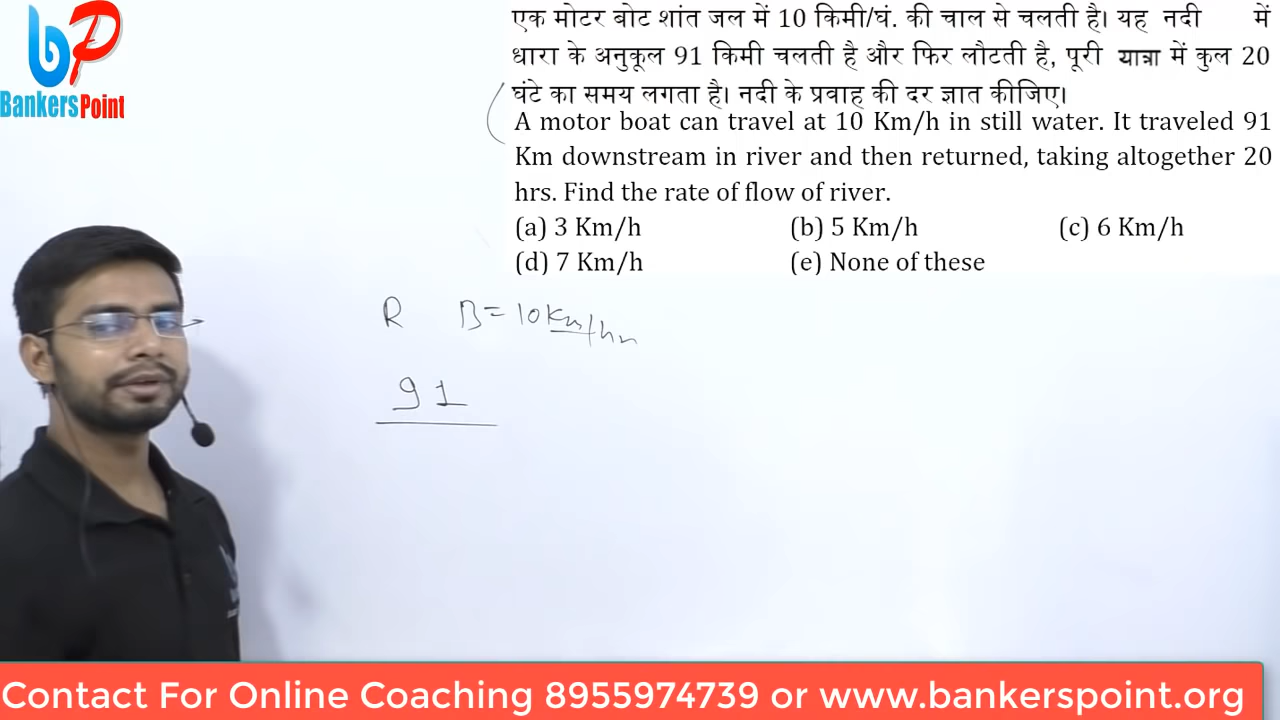 BankersPoint
एक मोटर बोट शांत जल में 10 किमी/घं. की चाल से चलती है। यह नदी में
धारा के अनुकूल 91 किमी चलती है और फिर लौटती है, पूरी यात्रा में कुल 20
घंटे का समय लगता है। नदी के प्रवाह की दर ज्ञात कीजिए।
A motor boat can travel at 10 Km/h in still water. It traveled 91
Km downstream in river and then returned, taking altogether 20
hrs. Find the rate of flow of river.
(a) 3 Km/h (b) 5 Km/h (c) 6 Km/h
(d) 7 Km/h (e) None of these
R B = 10 Km/hr
91
Contact For Online Coaching 8955974739 or www.bankerspoint.org